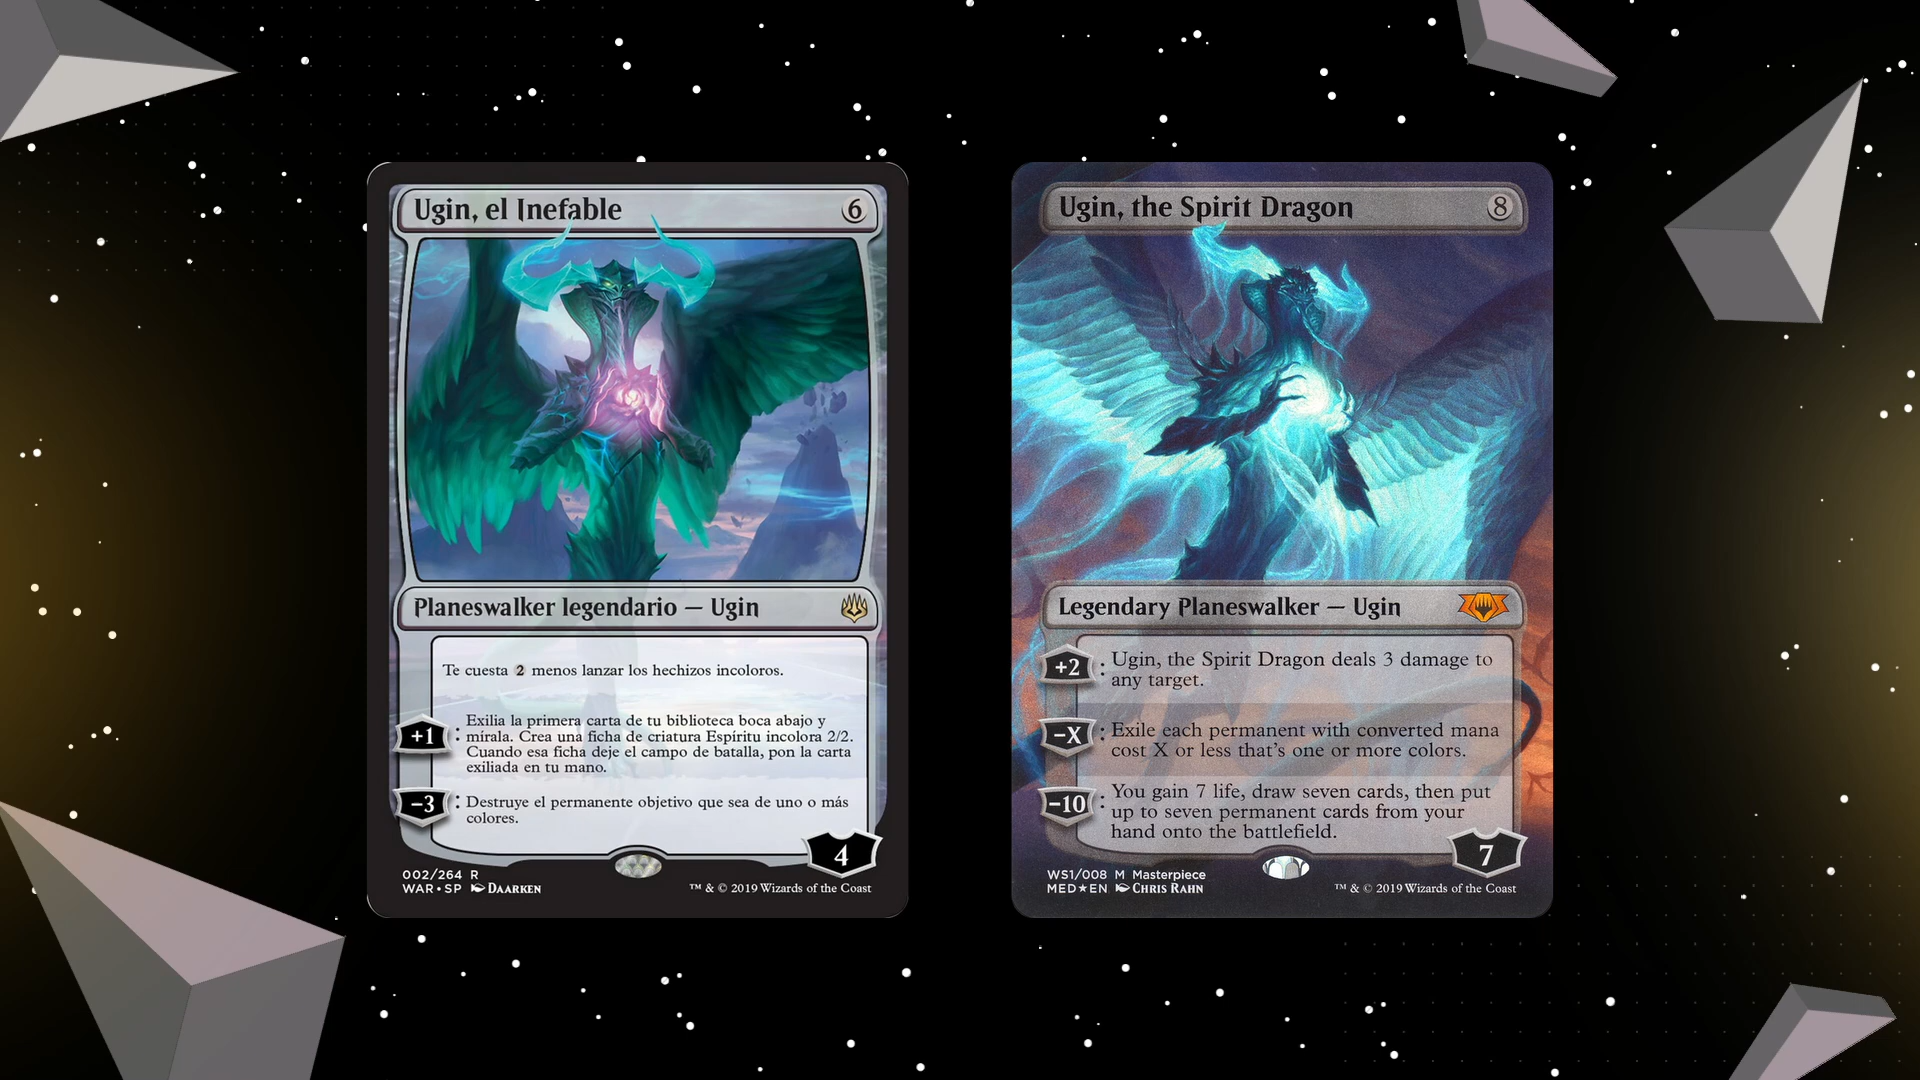 Ugin, el Inefable
6
Planeswalker legendario — Ugin
Te cuesta 2 menos lanzar los hechizos incoloros.
+1 : Exilia la primera carta de tu biblioteca boca abajo y
mírala. Crea una ficha de criatura Espíritu incolora 2/2.
Cuando esa ficha deje el campo de batalla, pon la carta
exiliada en tu mano.
−3 : Destruye el permanente objetivo que sea de uno o más
colores.
4
002/264 R
WAR • SP DAARKEN
™ & © 2019 Wizards of the Coast
Ugin, the Spirit Dragon
8
Legendary Planeswalker — Ugin
+2 : Ugin, the Spirit Dragon deals 3 damage to
any target.
−X : Exile each permanent with converted mana
cost X or less that's one or more colors.
−10 : You gain 7 life, draw seven cards, then put
up to seven permanent cards from your
hand onto the battlefield.
7
WS1/008 M Masterpiece
MED★EN CHRIS RAHN
™ & © 2019 Wizards of the Coast